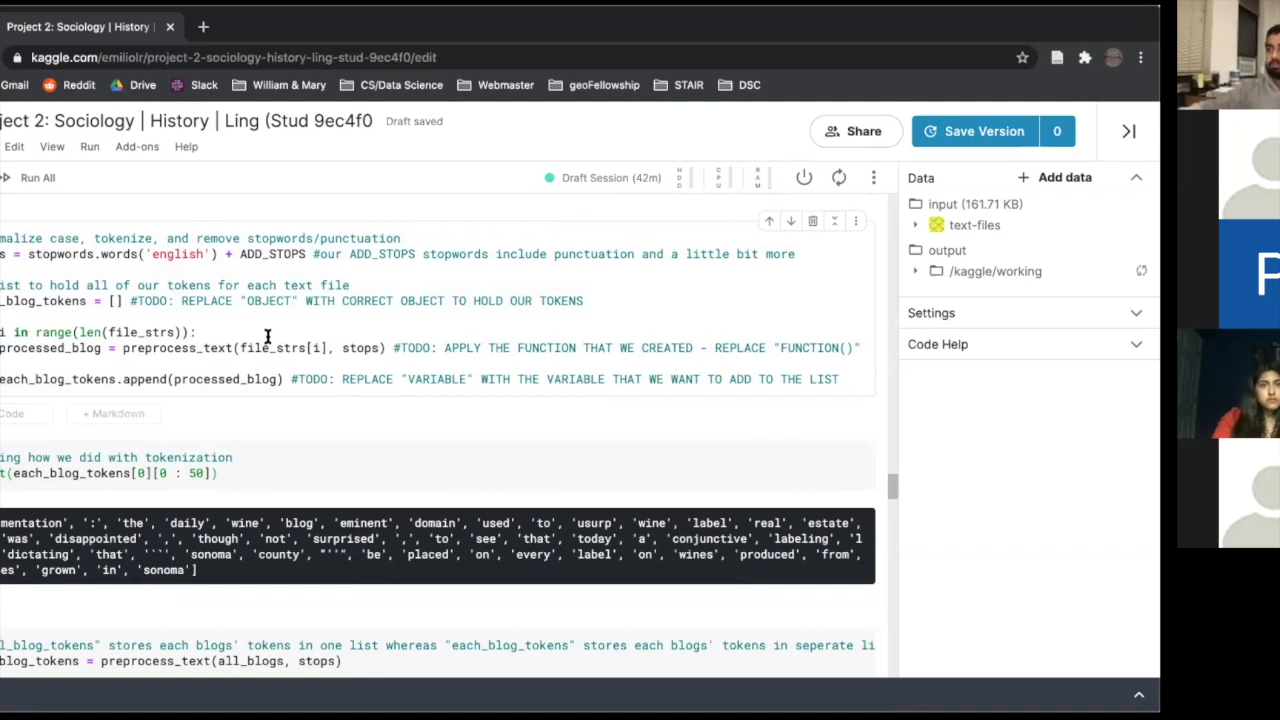 Project 2: Sociology | History |
kaggle.com/emiliolr/project-2-sociology-history-ling-stud-9ec4f0/edit
Gmail Reddit Drive Slack William & Mary CS/Data Science Webmaster geoFellowship STAIR DSC
ject 2: Sociology | History | Ling (Stud 9ec4f0 Draft saved
Share Save Version 0
Edit View Run Add-ons Help
Run All Draft Session (42m) HDD CPU RAM
Data + Add data
input (161.71 KB)
text-files
output
/kaggle/working
Settings
Code Help
malize case, tokenize, and remove stopwords/punctuation
s = stopwords.words('english') + ADD_STOPS #our ADD_STOPS stopwords include punctuation and a little bit more
ist to hold all of our tokens for each text file
_blog_tokens = [] #TODO: REPLACE "OBJECT" WITH CORRECT OBJECT TO HOLD OUR TOKENS
i in range(len(file_strs)):
processed_blog = preprocess_text(file_strs[i], stops) #TODO: APPLY THE FUNCTION THAT WE CREATED - REPLACE "FUNCTION()"
each_blog_tokens.append(processed_blog) #TODO: REPLACE "VARIABLE" WITH THE VARIABLE THAT WE WANT TO ADD TO THE LIST
Code + Markdown
ing how we did with tokenization
t(each_blog_tokens[0][0 : 50])
mentation', ':', 'the', 'daily', 'wine', 'blog', 'eminent', 'domain', 'used', 'to', 'usurp', 'wine', 'label', 'real', 'estate',
'was', 'disappointed', ',', 'though', 'not', 'surprised', ',', 'to', 'see', 'that', 'today', 'a', 'conjunctive', 'labeling', 'l
'dictating', 'that', '``', 'sonoma', 'county', "''", 'be', 'placed', 'on', 'every', 'label', 'on', 'wines', 'produced', 'from',
es', 'grown', 'in', 'sonoma']
l_blog_tokens" stores each blogs' tokens in one list whereas "each_blog_tokens" stores each blogs' tokens in seperate li
blog_tokens = preprocess_text(all_blogs, stops)
P